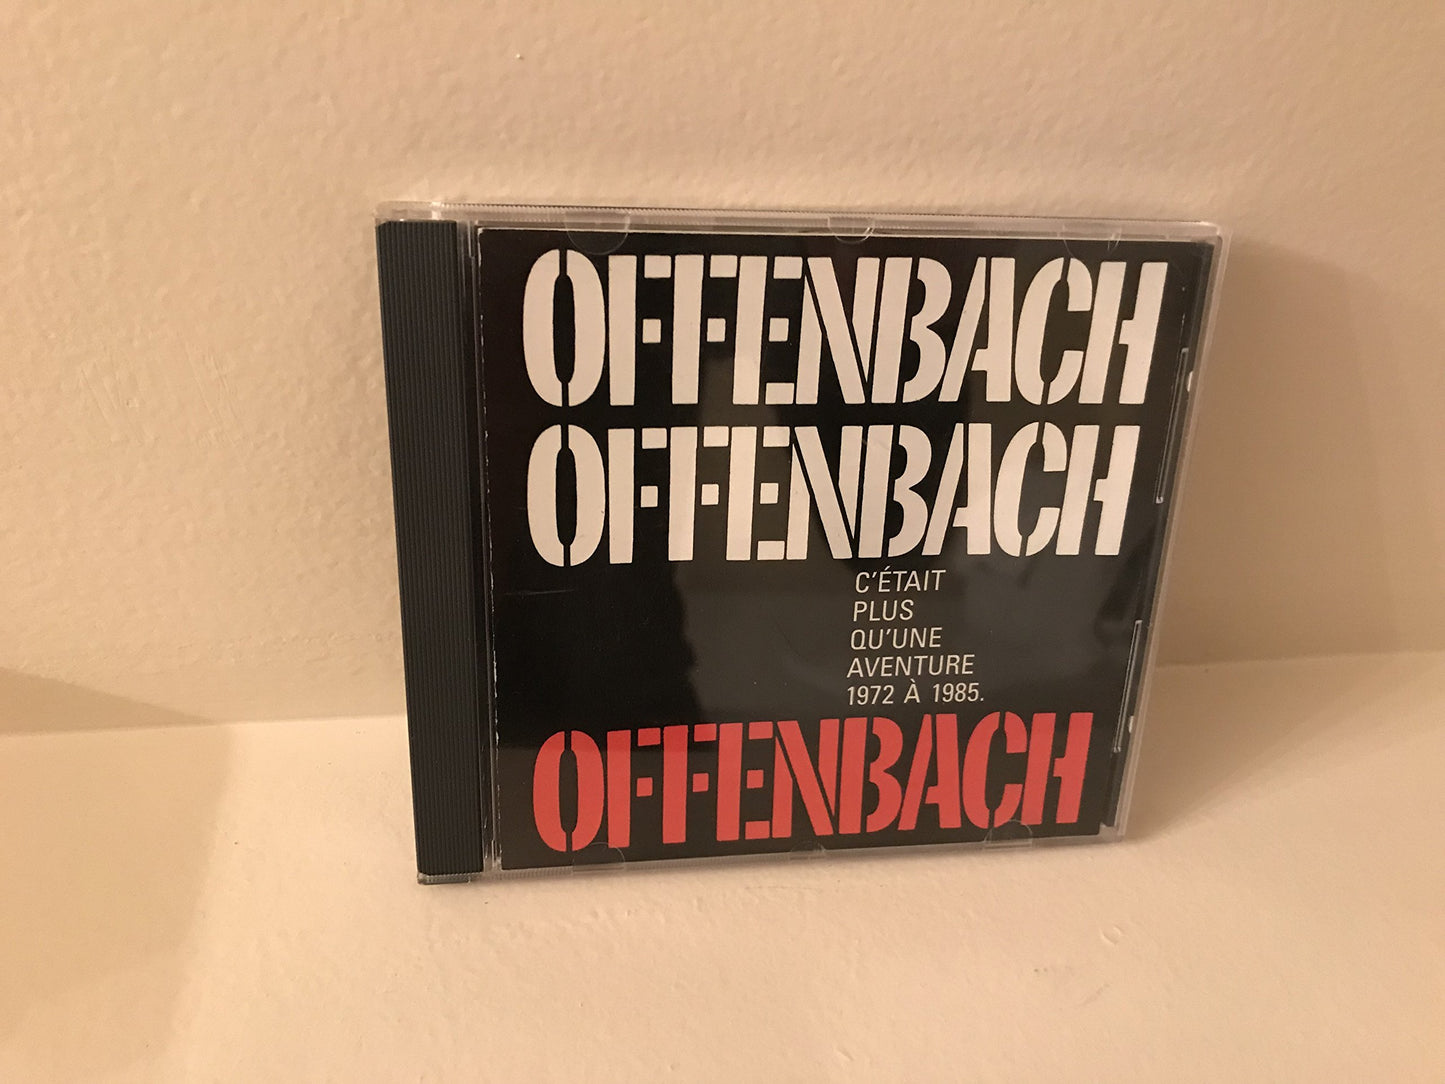 OFFENBACH
OFFENBACH
C'ÉTAIT
PLUS
QU'UNE
AVENTURE
1972 À 1985.
OFFENBACH